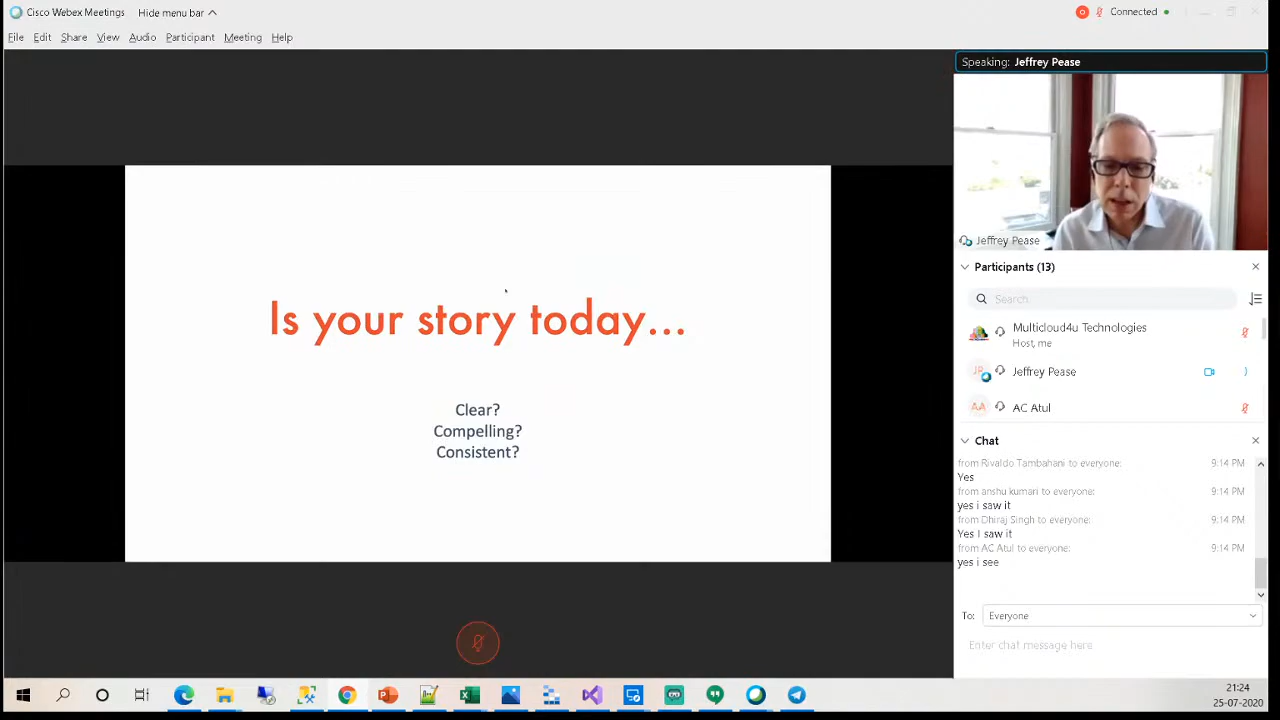 Cisco Webex Meetings Hide menu bar Connected
File Edit Share View Audio Participant Meeting Help
Speaking: Jeffrey Pease
Is your story today...
Clear?
Compelling?
Consistent?
Jeffrey Pease
Participants (13)
Search
Multicloud4u Technologies
Host, me
JP Jeffrey Pease
AA AC Atul
Chat
from Rivaldo Tambahani to everyone: 9:14 PM
Yes
from anshu kumari to everyone: 9:14 PM
yes i saw it
from Dhiraj Singh to everyone: 9:14 PM
Yes I saw it
from AC Atul to everyone: 9:14 PM
yes i see
To: Everyone
Enter chat message here
21:24
25-07-2020